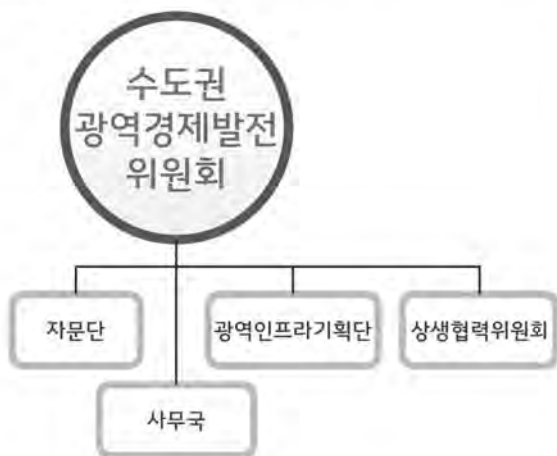 수도권
광역경제발전
위원회
자문단
광역인프라기획단
상생협력위원회
사무국